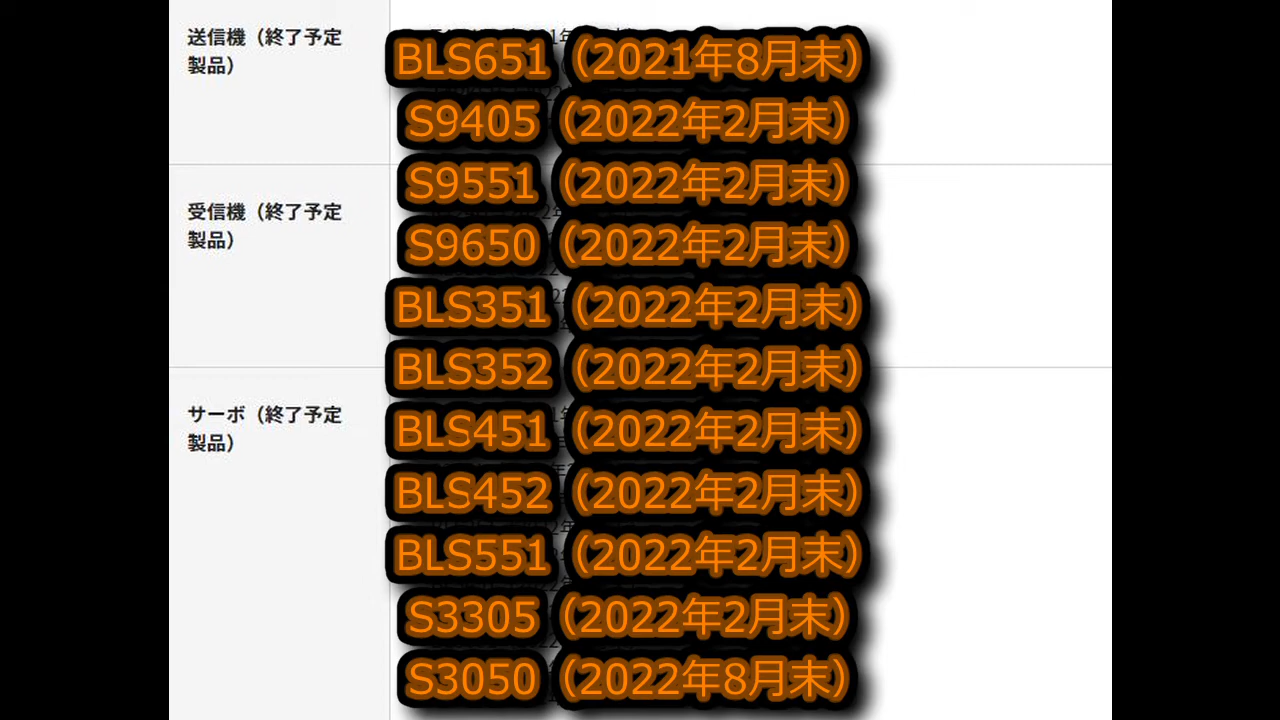 送信機（終了予定
製品）
受信機（終了予定
製品）
サーボ（終了予定
製品）
BLS651（2021年8月末）
S9405（2022年2月末）
S9551（2022年2月末）
S9650（2022年2月末）
BLS351（2022年2月末）
BLS352（2022年2月末）
BLS451（2022年2月末）
BLS452（2022年2月末）
BLS551（2022年2月末）
S3305（2022年2月末）
S3050（2022年8月末）